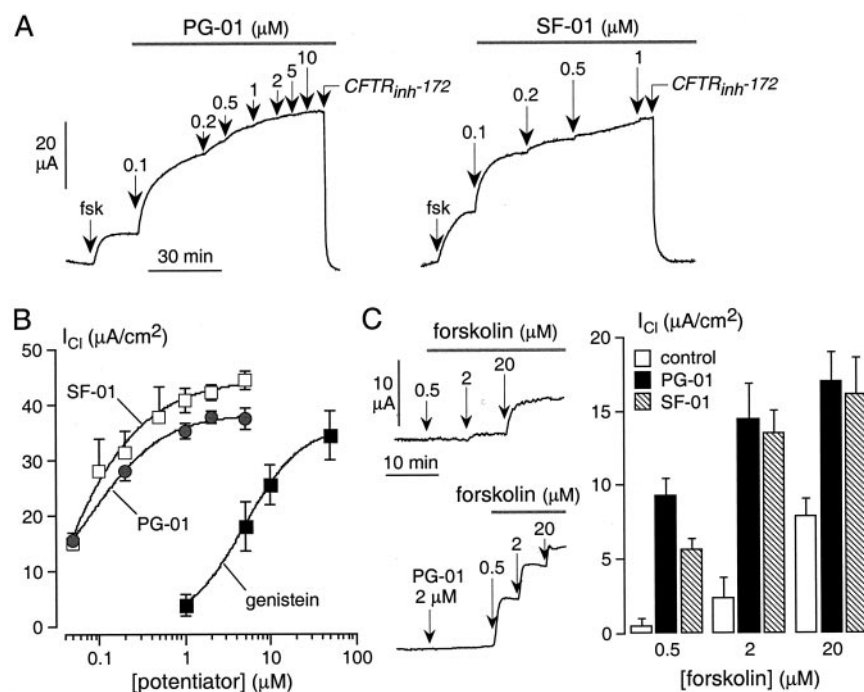 A
PG-01 (μM)
fsk
0.1
0.2
0.5
1
2
5
10
CFTRinh-172
20
μA
30 min
SF-01 (μM)
fsk
0.1
0.2
0.5
1
CFTRinh-172
B
ICl (μA/cm2)
50
40
30
20
10
0
SF-01
PG-01
genistein
0.1
1
10
100
[potentiator] (μM)
C
forskolin (μM)
10
μA
0.5
2
20
10 min
forskolin (μM)
PG-01
2 μM
0.5
2
20
ICl (μA/cm2)
20
15
10
5
0
control
PG-01
SF-01
0.5
2
20
[forskolin] (μM)